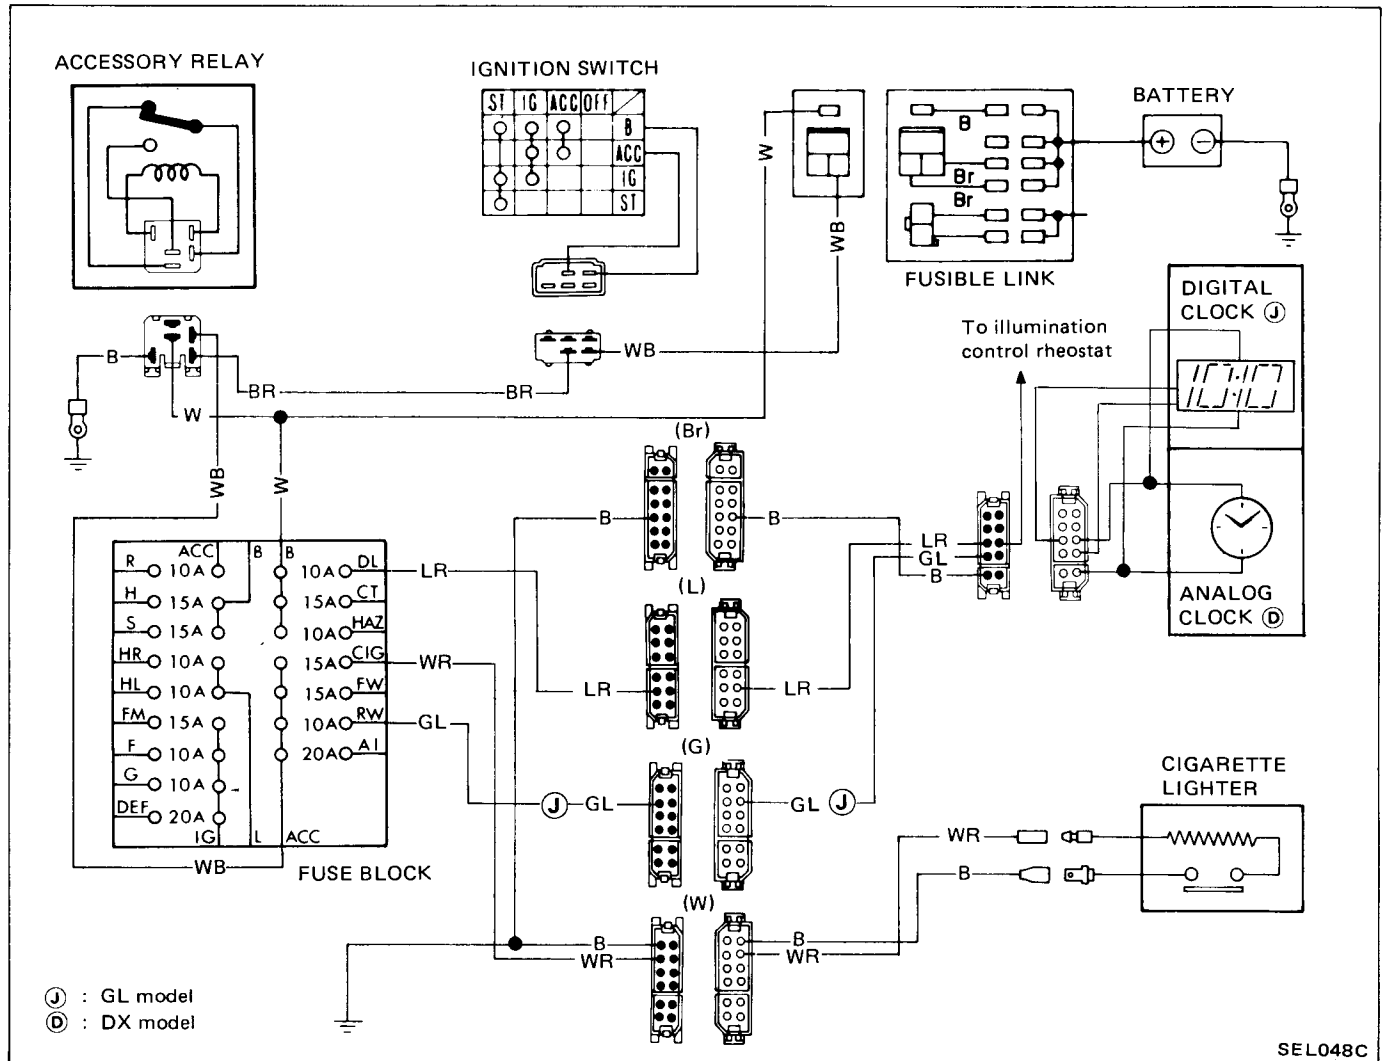 ACCESSORY RELAY
IGNITION SWITCH
ST IG ACC OFF
B
ACC
IG
ST
BATTERY
+ −
B
Br
Br
FUSIBLE LINK
W
WB
WB
DIGITAL
CLOCK J
10:10
To illumination
control rheostat
ANALOG
CLOCK D
B
BR
BR
W
WB
W
(Br)
B
B
LR
GL
B
(L)
LR
LR
(G)
J GL
GL J
(W)
B
WR
B
WR
ACC B B
R 10A 10A DL LR
H 15A 15A CT
S 15A 10A HAZ
HR 10A 15A CIG WR
HL 10A 15A FW
FM 15A 10A RW GL
F 10A 20A AI
G 10A
DEF 20A
IG L ACC
WB
FUSE BLOCK
CIGARETTE
LIGHTER
WR
B
J : GL model
D : DX model
SEL048C